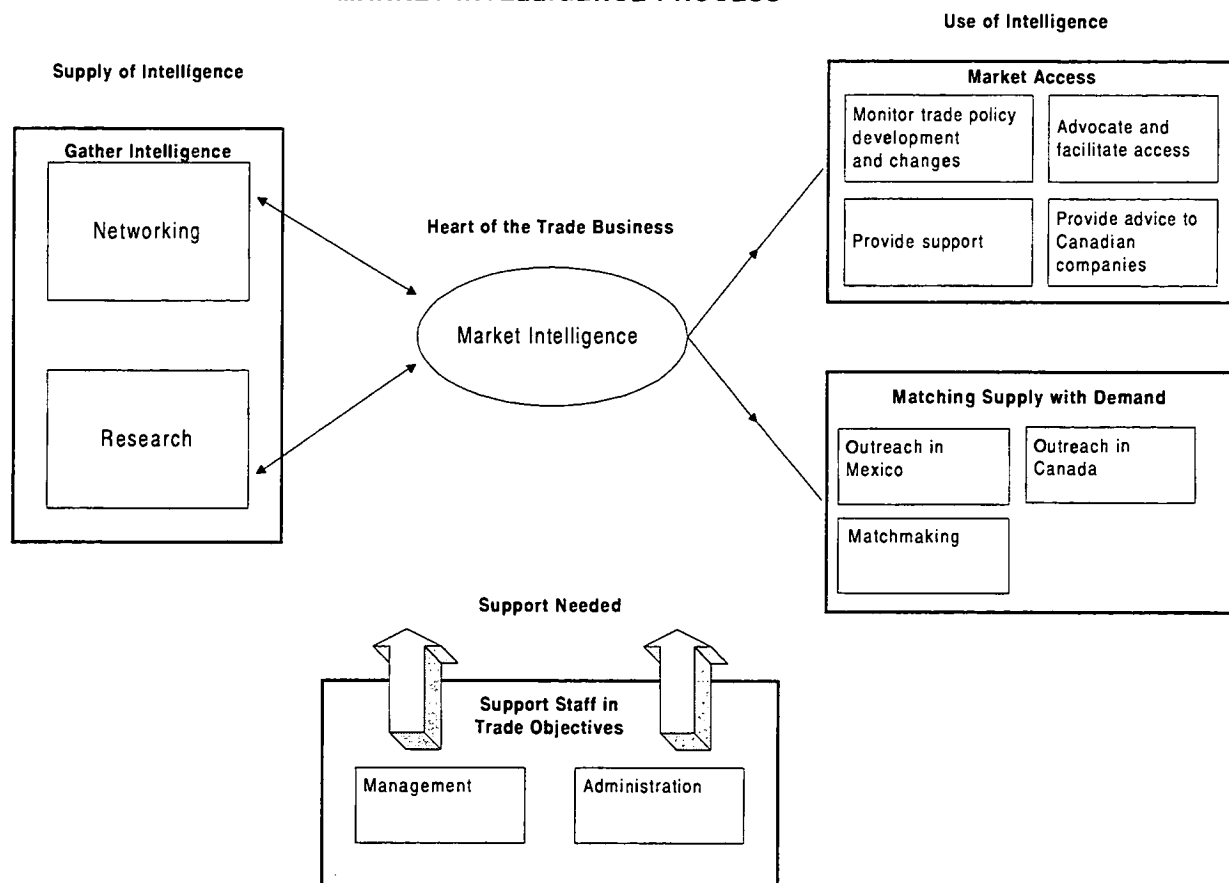 Use of Intelligence
Supply of Intelligence
Market Access
Monitor trade policy
development
and changes
Advocate and
facilitate access
Provide support
Provide advice to
Canadian
companies
Gather Intelligence
Networking
Research
Heart of the Trade Business
Market Intelligence
Matching Supply with Demand
Outreach in
Mexico
Outreach in
Canada
Matchmaking
Support Needed
Support Staff in
Trade Objectives
Management
Administration